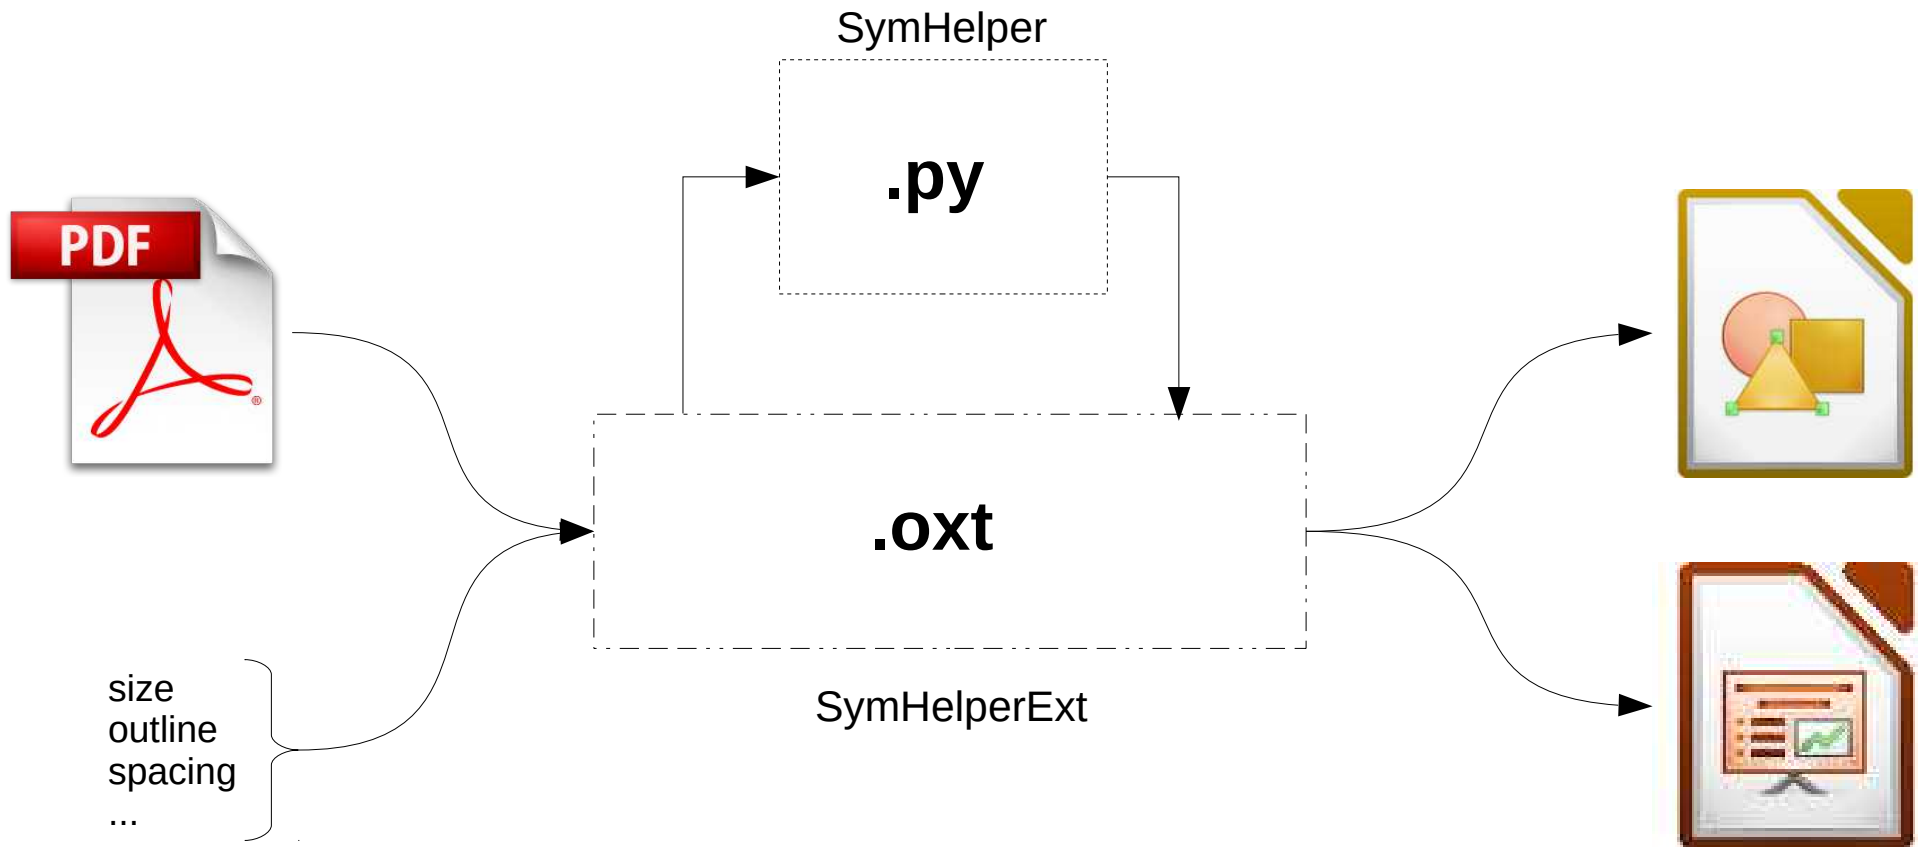 SymHelper
.py
PDF
®
.oxt
SymHelperExt
size
outline
spacing
...